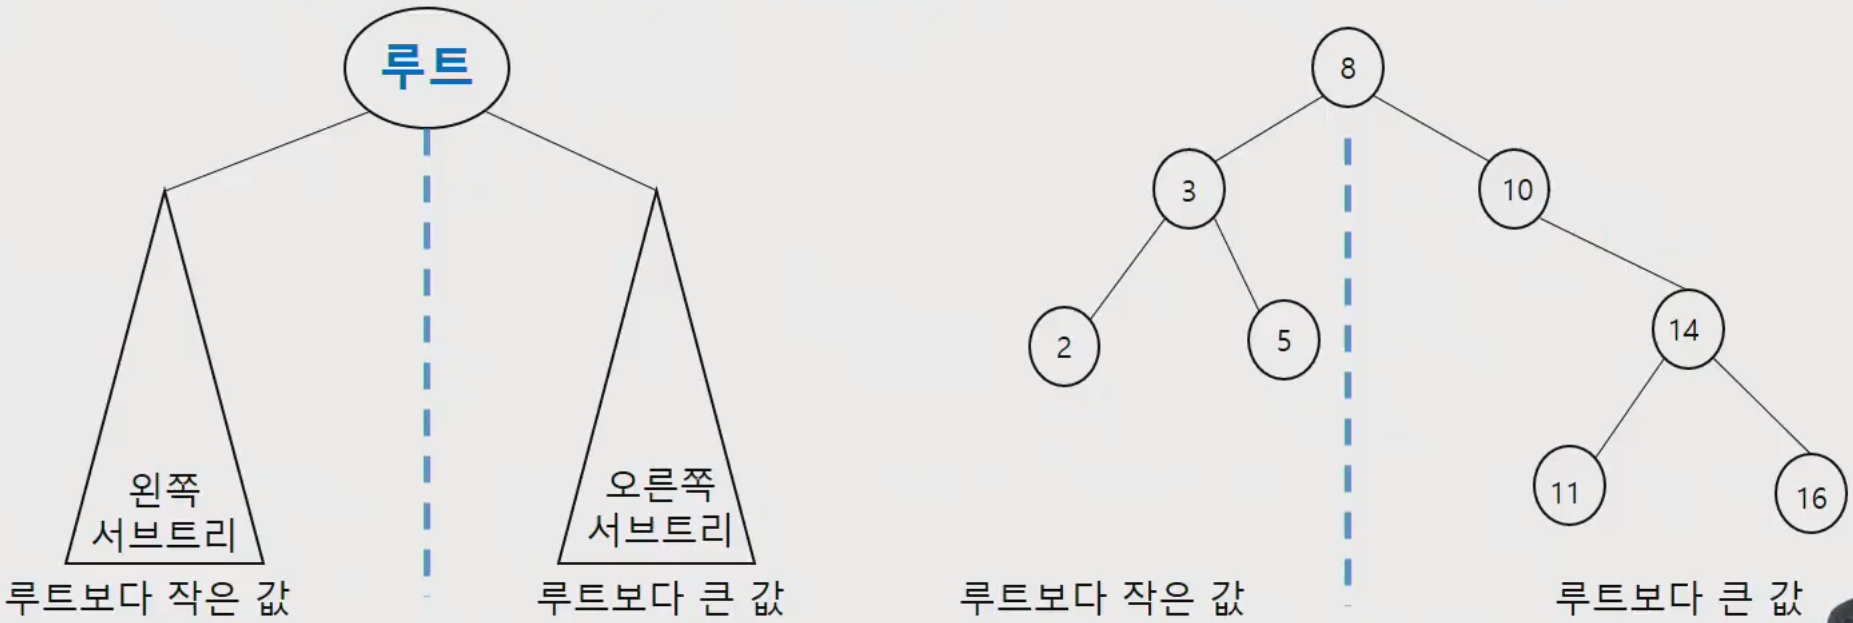 루트
왼쪽
서브트리
루트보다 작은 값
오른쪽
서브트리
루트보다 큰 값
8
3
10
2
5
14
11
16
루트보다 작은 값
루트보다 큰 값